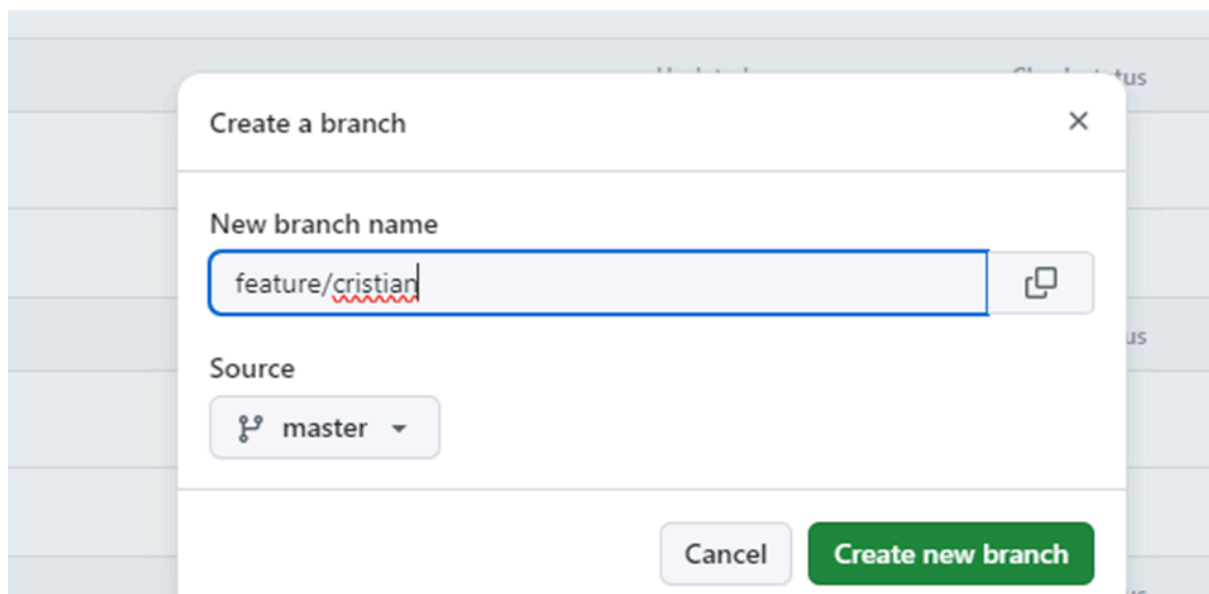 Create a branch
New branch name
feature/cristian
Source
master
Cancel
Create new branch